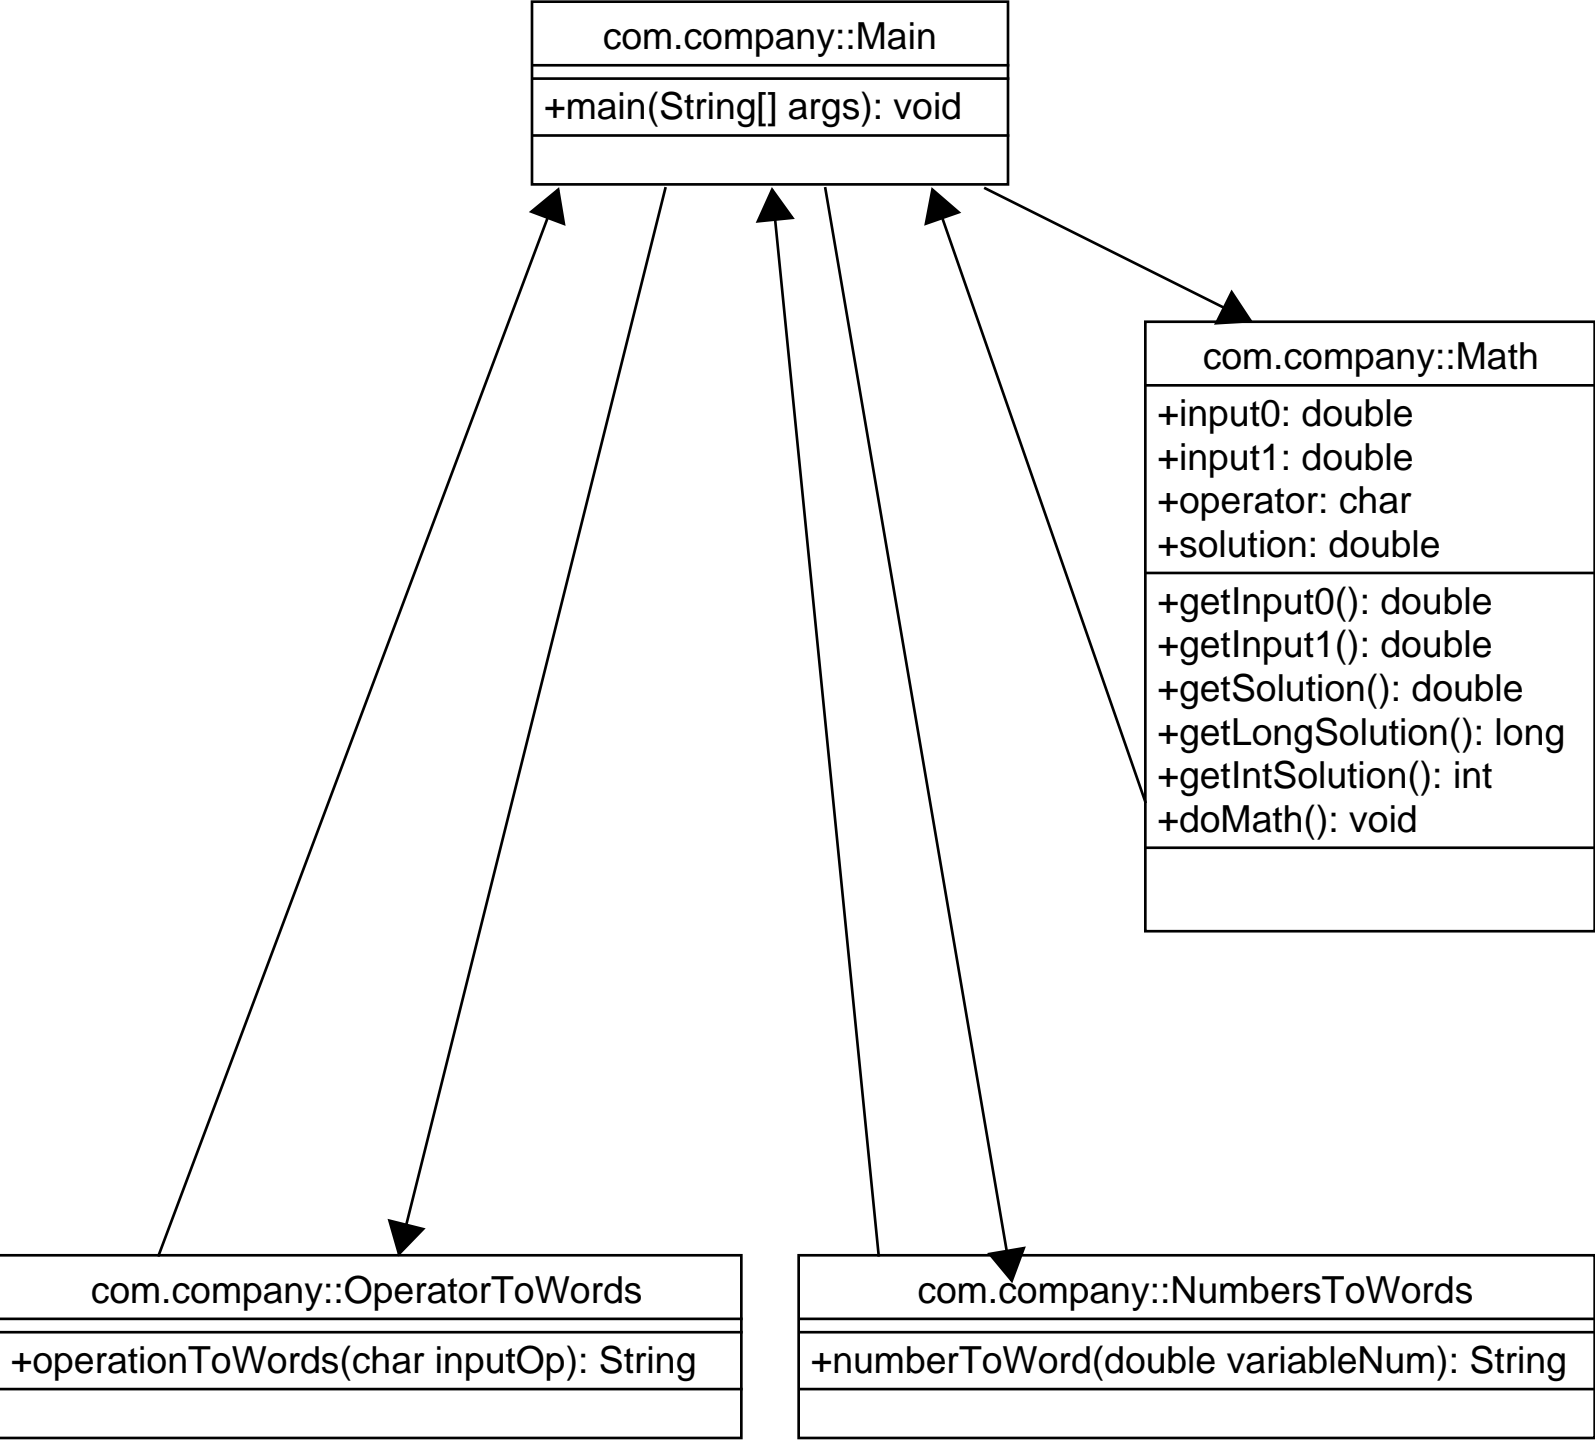 com.company::Main
+main(String[] args): void
com.company::Math
+input0: double
+input1: double
+operator: char
+solution: double
+getInput0(): double
+getInput1(): double
+getSolution(): double
+getLongSolution(): long
+getIntSolution(): int
+doMath(): void
com.company::OperatorToWords
+operationToWords(char inputOp): String
com.company::NumbersToWords
+numberToWord(double variableNum): String